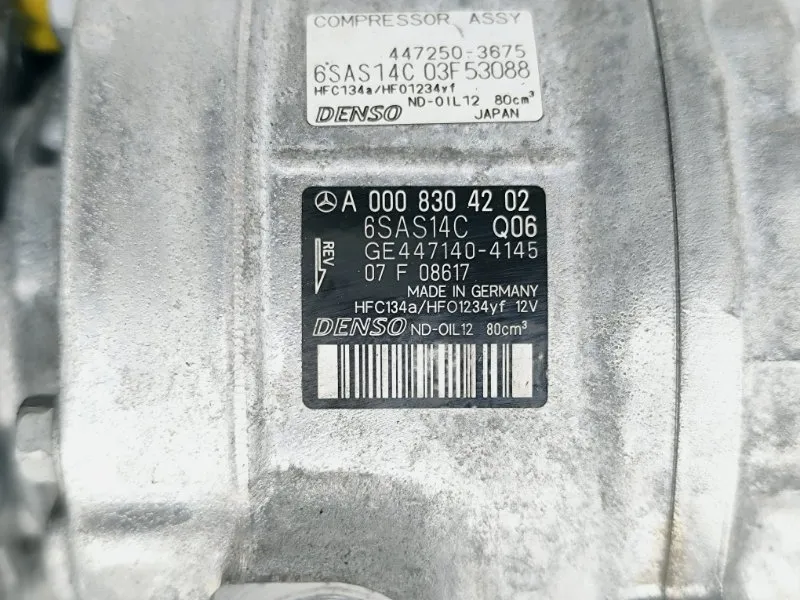 COMPRESSOR ASSY
447250-3675
6SAS14C 03F53088
HFC134a/HFO1234yf
DENSO ND-OIL12 80cm³
JAPAN
A 000 830 42 02
6SAS14C Q06
GE447140-4145
REV
07 F 08617
MADE IN GERMANY
HFC134a/HFO1234yf 12V
DENSO ND-OIL12 80cm³